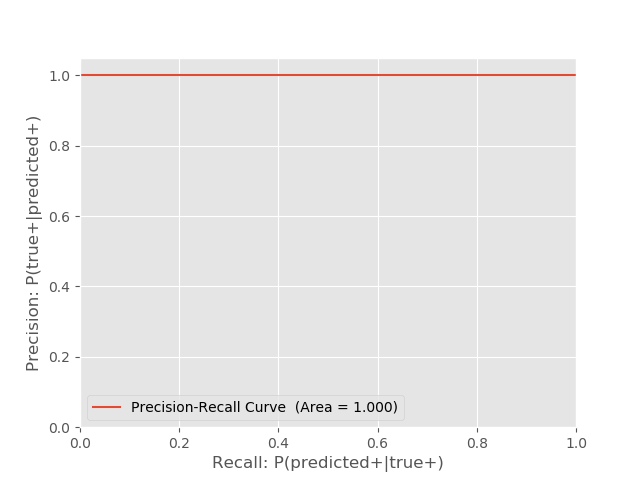 1.0
0.8
0.6
0.4
0.2
0.0
Precision: P(true+|predicted+)
Precision-Recall Curve (Area = 1.000)
0.0 0.2 0.4 0.6 0.8 1.0
Recall: P(predicted+|true+)